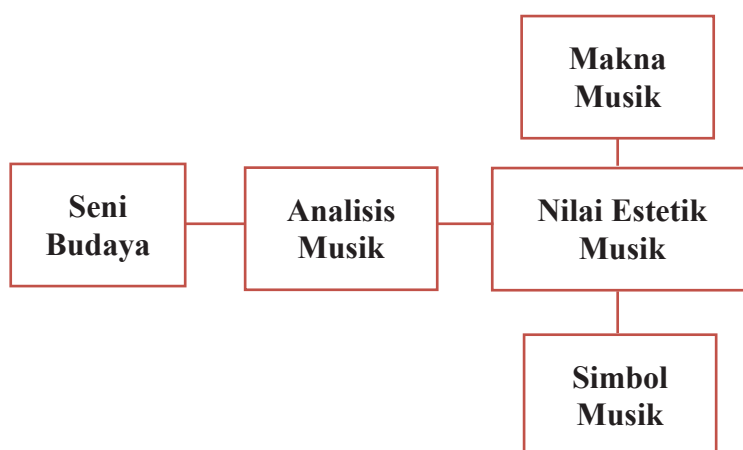 Makna
Musik
Seni
Budaya
Analisis
Musik
Nilai Estetik
Musik
Simbol
Musik